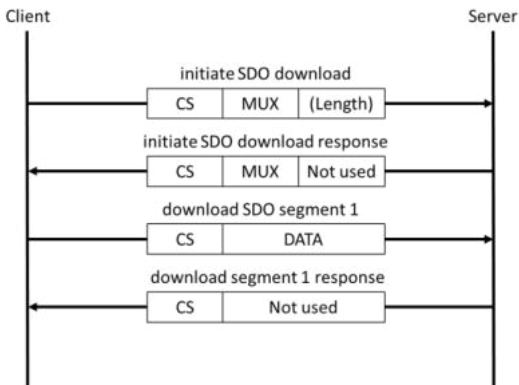 Client Server
initiate SDO download
CS MUX (Length)
initiate SDO download response
CS MUX Not used
download SDO segment 1
CS DATA
download segment 1 response
CS Not used